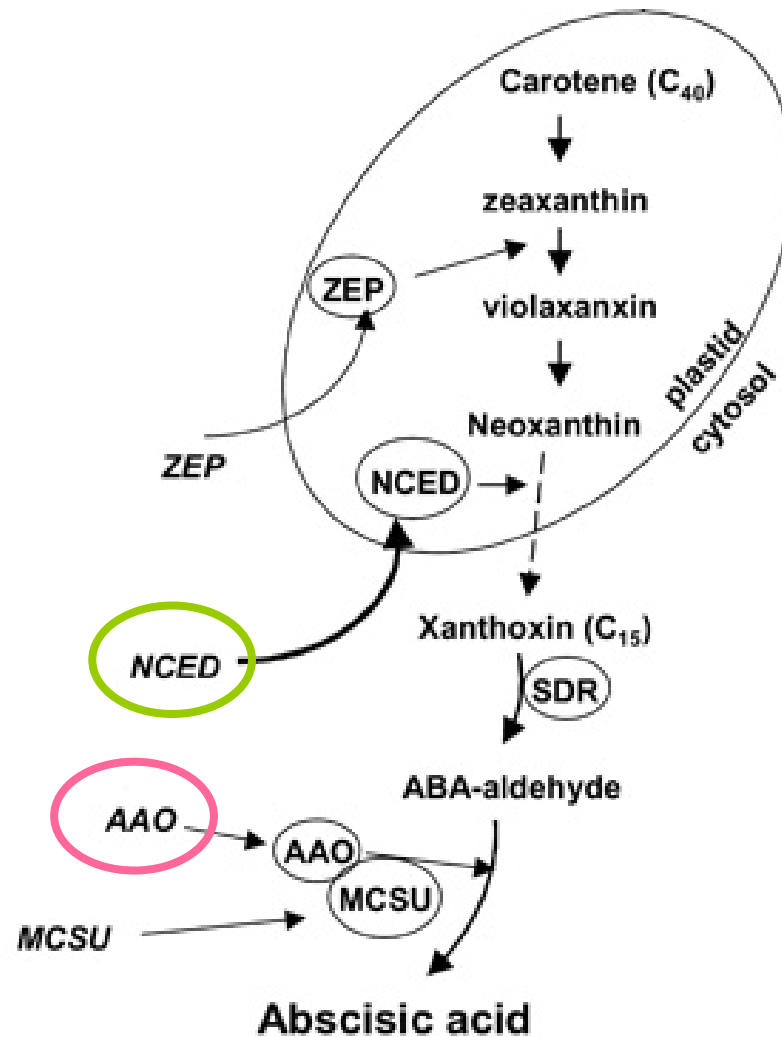 Carotene (C40)
zeaxanthin
ZEP
violaxanxin
plastid
cytosol
Neoxanthin
ZEP
NCED
Xanthoxin (C15)
NCED
SDR
ABA-aldehyde
AAO
AAO
MCSU
MCSU
Abscisic acid